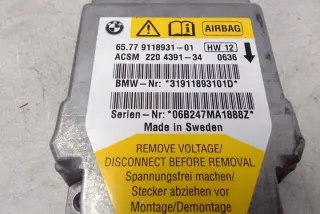 BMW AIRBAG
65.77 9118931-01 HW 12
ACSM 220 4391-34 0636
BMW-Nr. *31911893101D*
Serien-Nr. *06B247MA1888Z*
Made in Sweden
REMOVE VOLTAGE/
DISCONNECT BEFORE REMOVAL
Spannungsfrei machen/
Stecker abziehen vor
Montage/Demontage